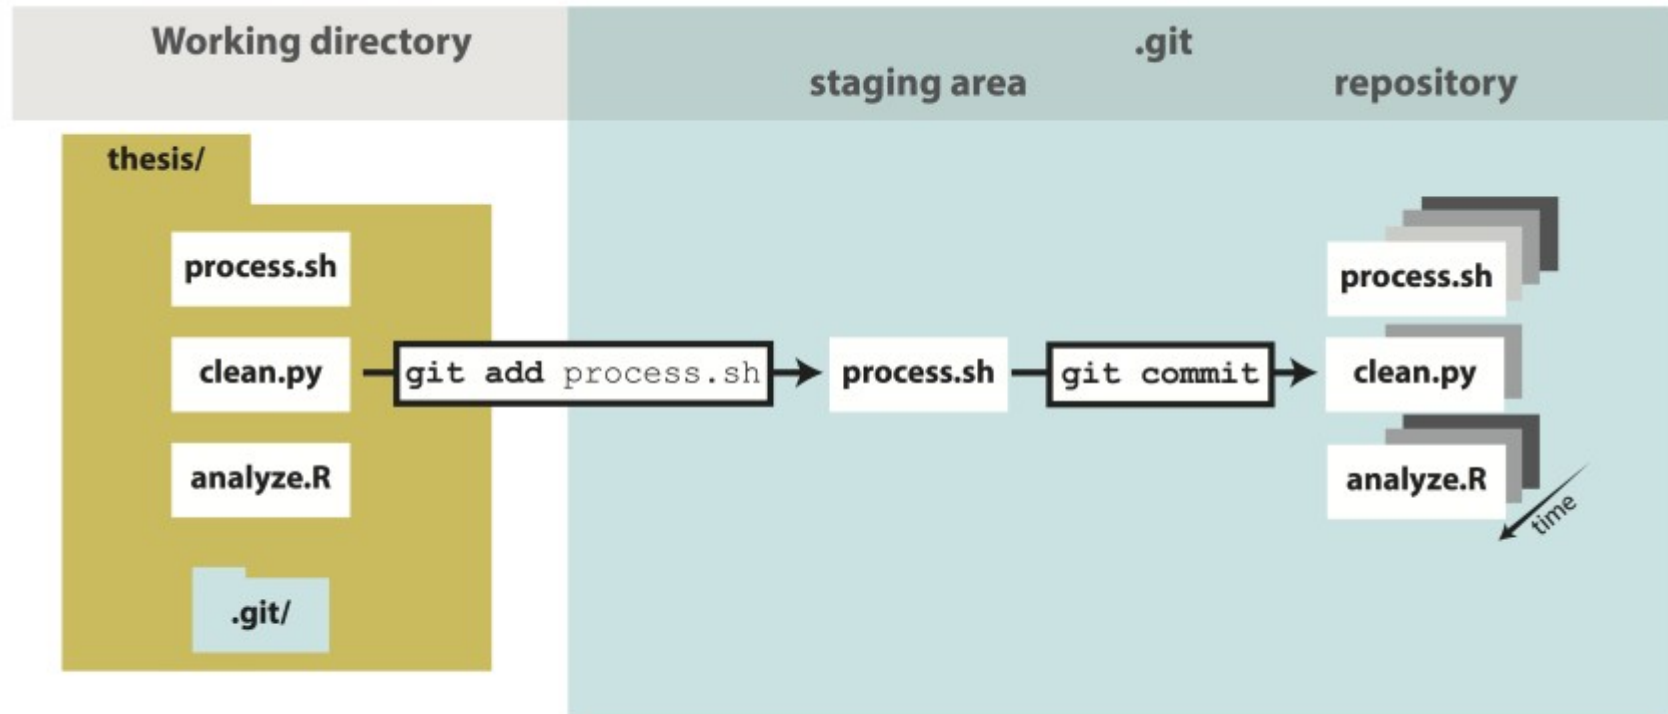 Working directory
.git
staging area
repository
thesis/
process.sh
clean.py
analyze.R
.git/
git add process.sh
process.sh
git commit
process.sh
clean.py
analyze.R
time